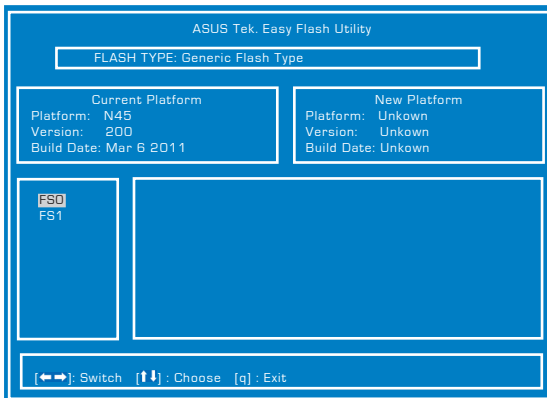 ASUS Tek. Easy Flash Utility
FLASH TYPE: Generic Flash Type
Current Platform
Platform: N45
Version: 200
Build Date: Mar 6 2011
New Platform
Platform: Unkown
Version: Unkown
Build Date: Unkown
FS0
FS1
[←→]: Switch [↑↓] : Choose [q] : Exit